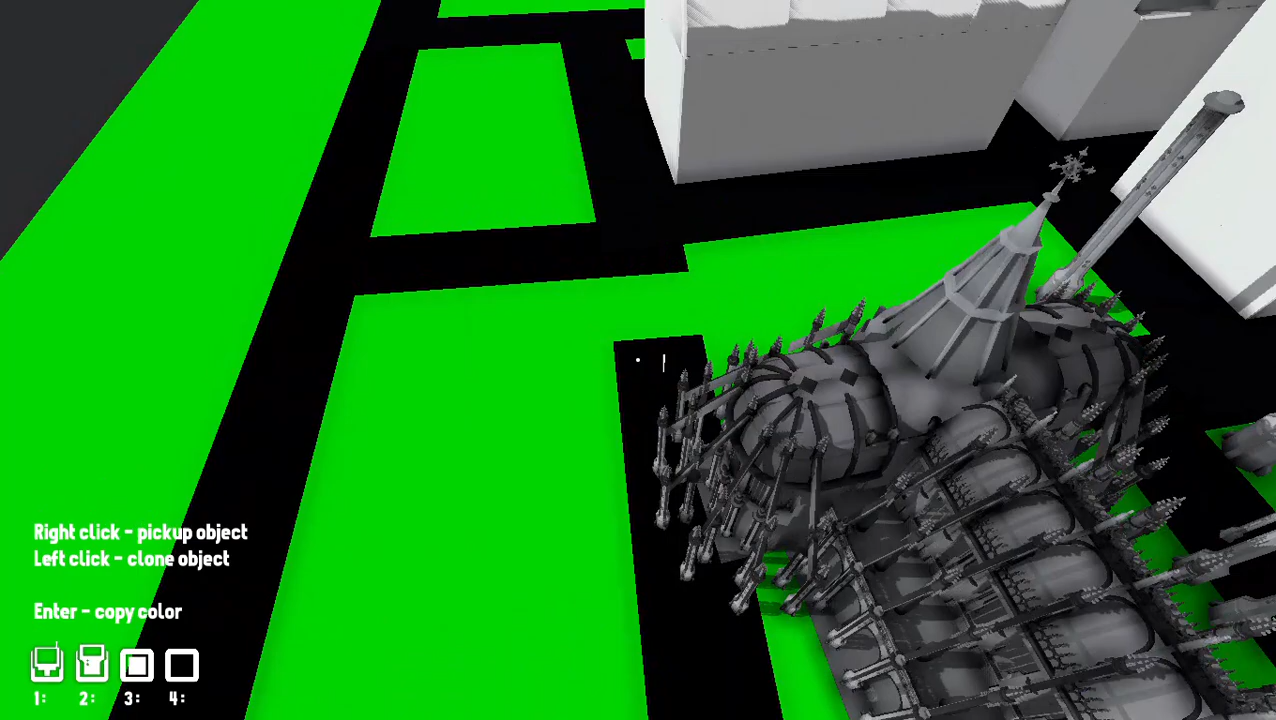 Right click - pickup object
Left click - clone object
Enter - copy color
1: 2: 3: 4: